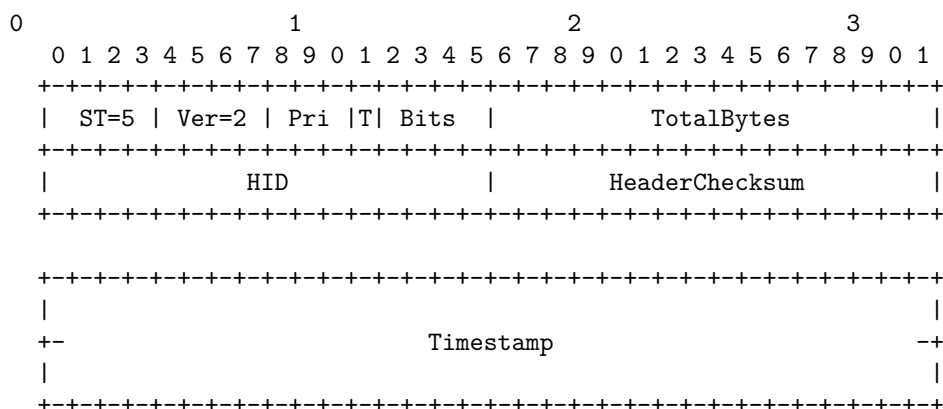 0                   1                   2                   3
   0 1 2 3 4 5 6 7 8 9 0 1 2 3 4 5 6 7 8 9 0 1 2 3 4 5 6 7 8 9 0 1
  +-+-+-+-+-+-+-+-+-+-+-+-+-+-+-+-+-+-+-+-+-+-+-+-+-+-+-+-+-+-+-+-+
  |  ST=5 | Ver=2 | Pri |T| Bits  |           TotalBytes          |
  +-+-+-+-+-+-+-+-+-+-+-+-+-+-+-+-+-+-+-+-+-+-+-+-+-+-+-+-+-+-+-+-+
  |              HID              |        HeaderChecksum         |
  +-+-+-+-+-+-+-+-+-+-+-+-+-+-+-+-+-+-+-+-+-+-+-+-+-+-+-+-+-+-+-+-+

  +-+-+-+-+-+-+-+-+-+-+-+-+-+-+-+-+-+-+-+-+-+-+-+-+-+-+-+-+-+-+-+-+
  |                                                               |
  +-                          Timestamp                          -+
  |                                                               |
  +-+-+-+-+-+-+-+-+-+-+-+-+-+-+-+-+-+-+-+-+-+-+-+-+-+-+-+-+-+-+-+-+